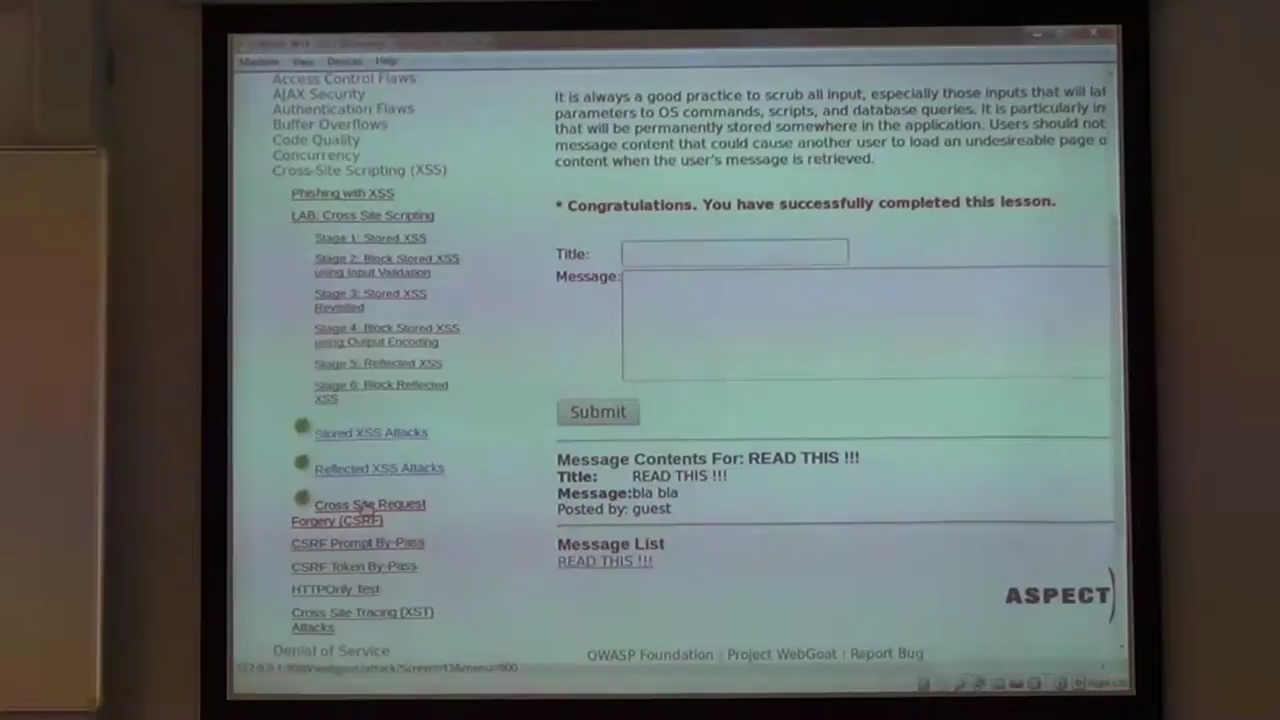 Machine View Devices Help
Access Control Flaws
AJAX Security
Authentication Flaws
Buffer Overflows
Code Quality
Concurrency
Cross-Site Scripting (XSS)
Phishing with XSS
LAB: Cross Site Scripting
Stage 1: Stored XSS
Stage 2: Block Stored XSS
using Input Validation
Stage 3: Stored XSS
Revisited
Stage 4: Block Stored XSS
using Output Encoding
Stage 5: Reflected XSS
Stage 6: Block Reflected
XSS
Stored XSS Attacks
Reflected XSS Attacks
Cross Site Request
Forgery (CSRF)
CSRF Prompt By-Pass
CSRF Token By-Pass
HTTPOnly Test
Cross Site Tracing (XST)
Attacks
Denial of Service
It is always a good practice to scrub all input, especially those inputs that will lat
parameters to OS commands, scripts, and database queries. It is particularly in
that will be permanently stored somewhere in the application. Users should not
message content that could cause another user to load an undesireable page o
content when the user's message is retrieved.
* Congratulations. You have successfully completed this lesson.
Title:
Message:
Submit
Message Contents For: READ THIS !!!
Title: READ THIS !!!
Message:bla bla
Posted by: guest
Message List
READ THIS !!!
ASPECT)
OWASP Foundation | Project WebGoat | Report Bug